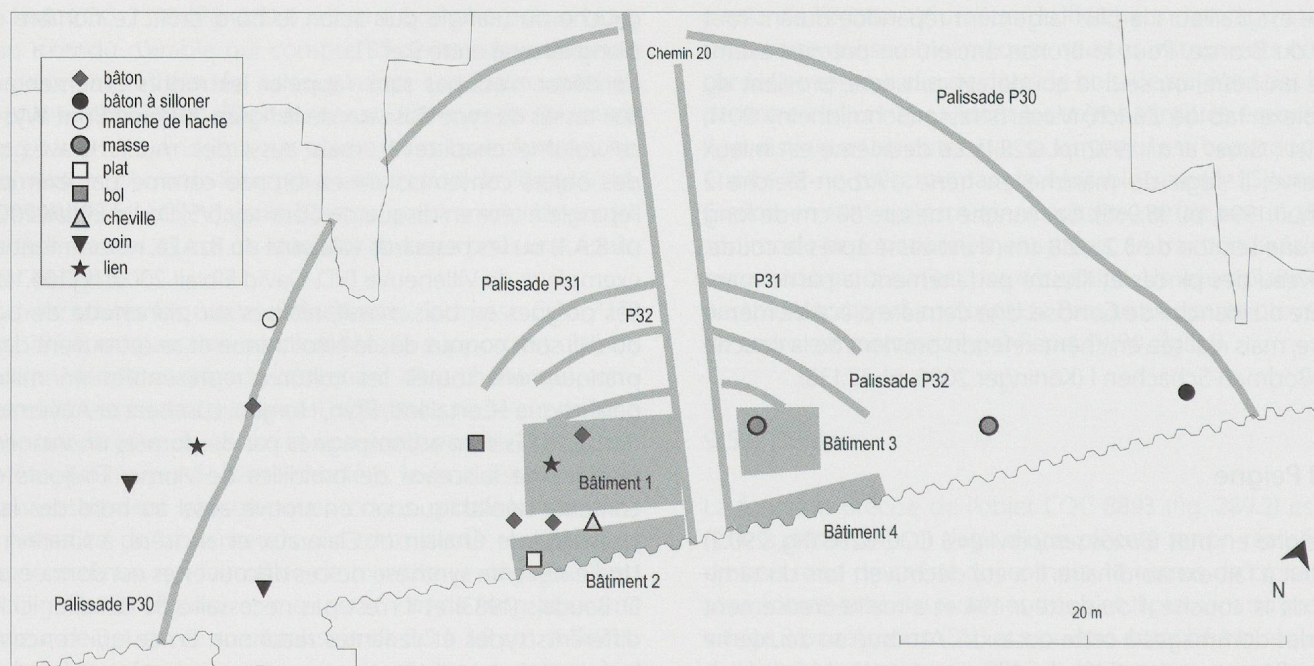 bâton
bâton à sillonner
manche de hache
masse
plat
bol
cheville
coin
lien
Chemin 20
Palissade P30
Palissade P31
P31
P32
Palissade P32
Bâtiment 3
Bâtiment 1
Bâtiment 4
Bâtiment 2
Palissade P30
20 m
N